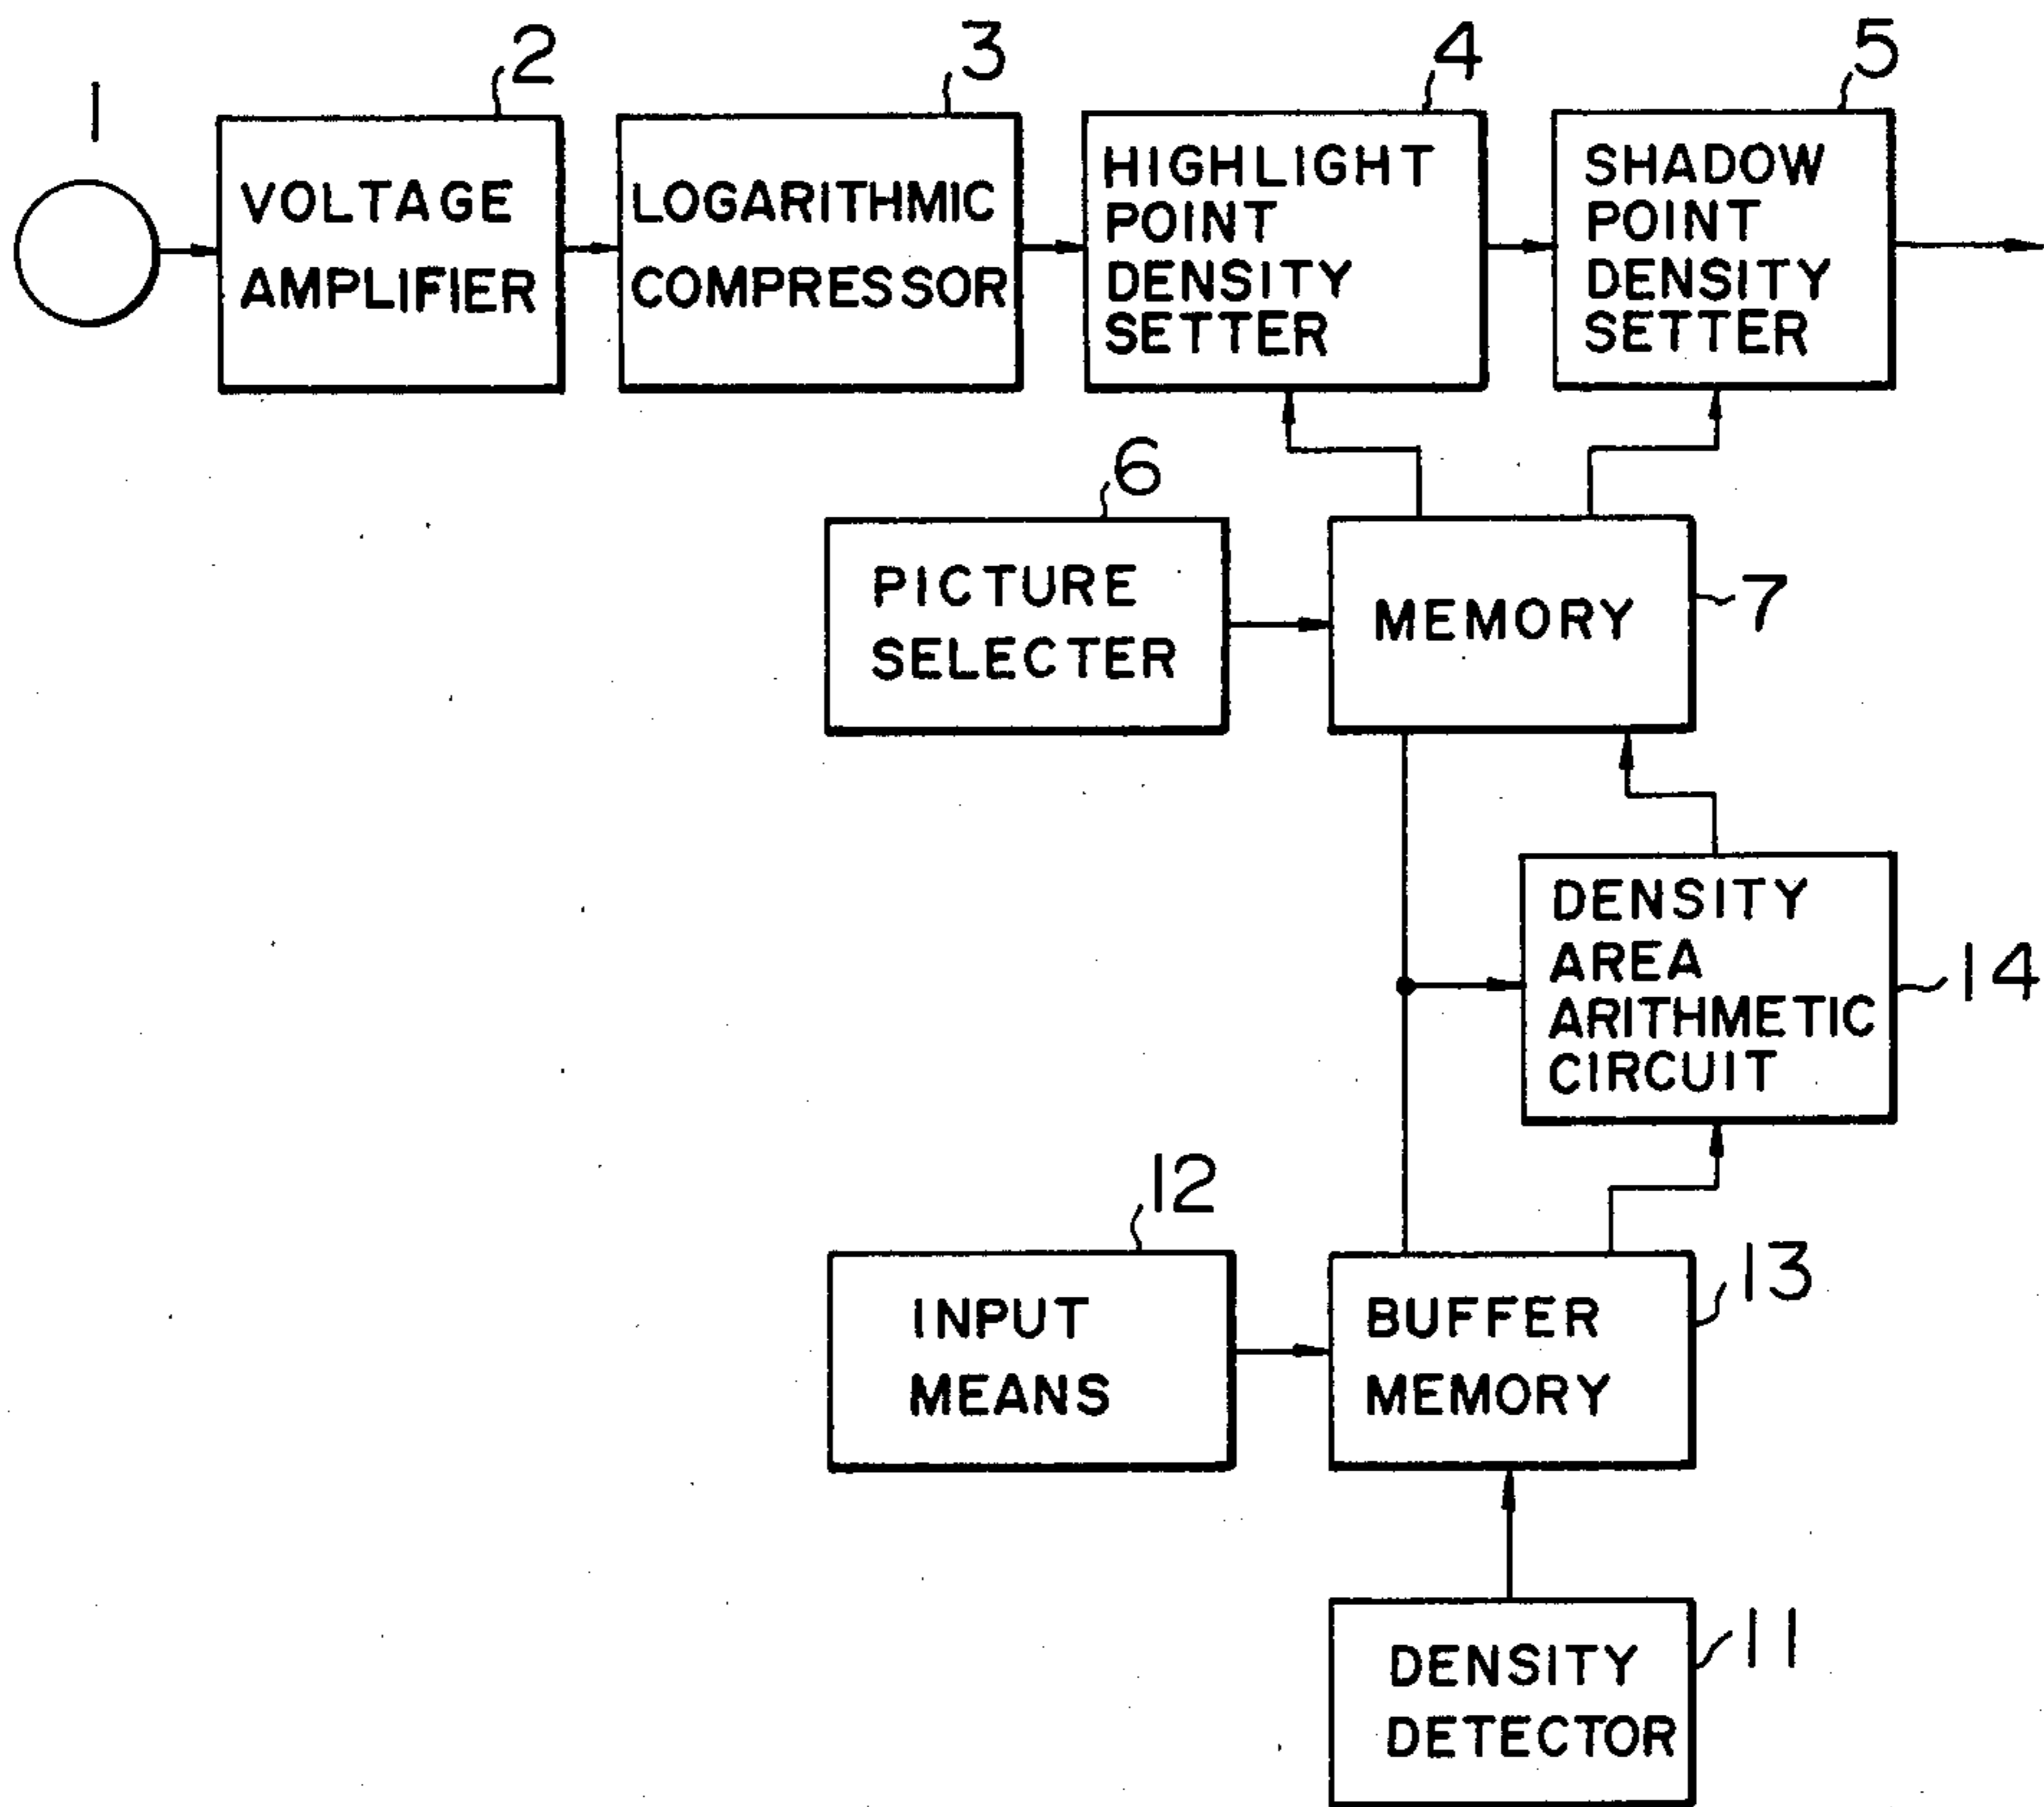 1
2
VOLTAGE
AMPLIFIER
3
LOGARITHMIC
COMPRESSOR
4
HIGHLIGHT
POINT
DENSITY
SETTER
5
SHADOW
POINT
DENSITY
SETTER
6
PICTURE
SELECTER
MEMORY
7
DENSITY
AREA
ARITHMETIC
CIRCUIT
14
12
INPUT
MEANS
BUFFER
MEMORY
13
DENSITY
DETECTOR
11